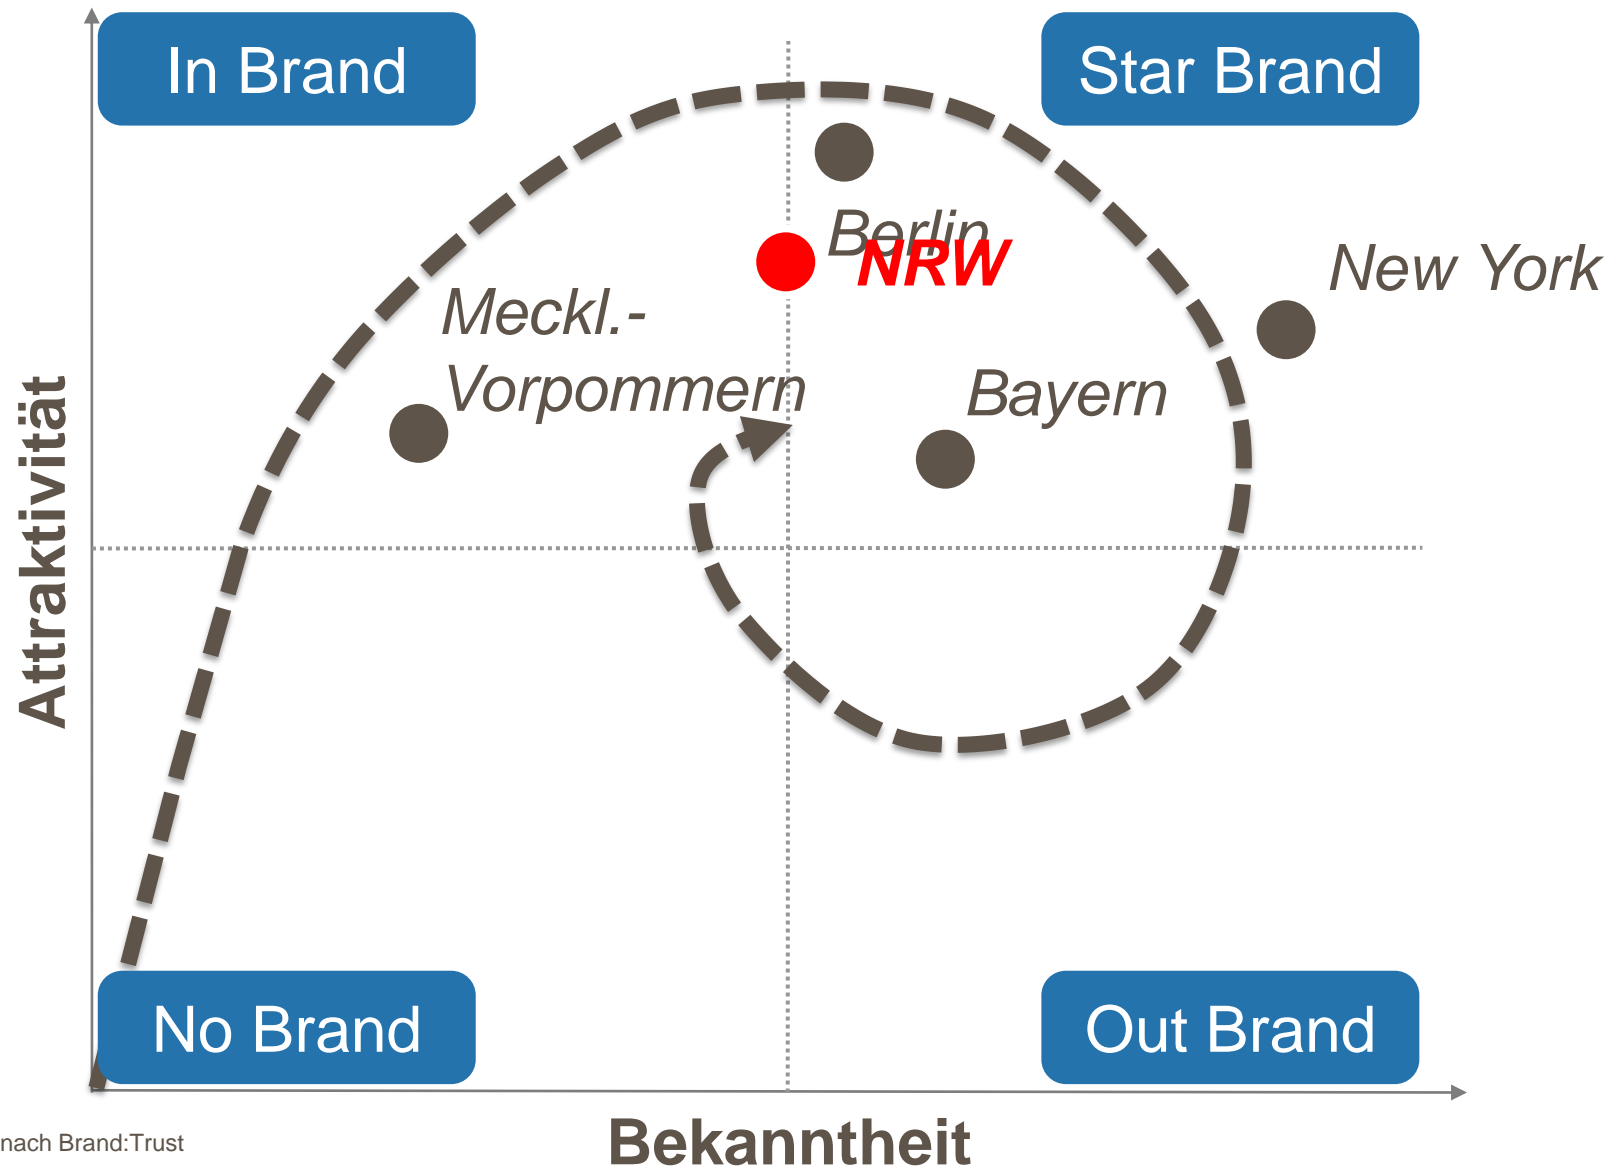 In Brand
Star Brand
Berlin
NRW
New York
Meckl.-
Vorpommern
Bayern
Attraktivität
No Brand
Out Brand
Bekanntheit
nach Brand:Trust